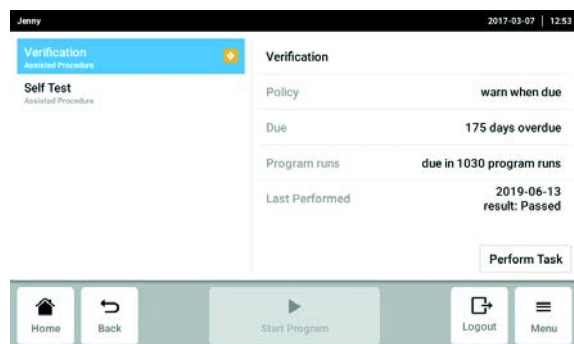 Jenny
2017-03-07 | 12:53
Verification
Assisted Procedure
Self Test
Assisted Procedure
Verification
Policy warn when due
Due 175 days overdue
Program runs due in 1030 program runs
Last Performed 2019-06-13
result: Passed
Perform Task
Home
Back
Start Program
Logout
Menu